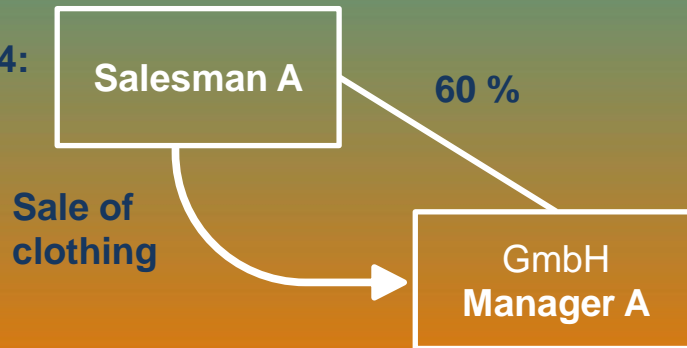 4:
Salesman A
60 %
Sale of
clothing
GmbH
Manager A